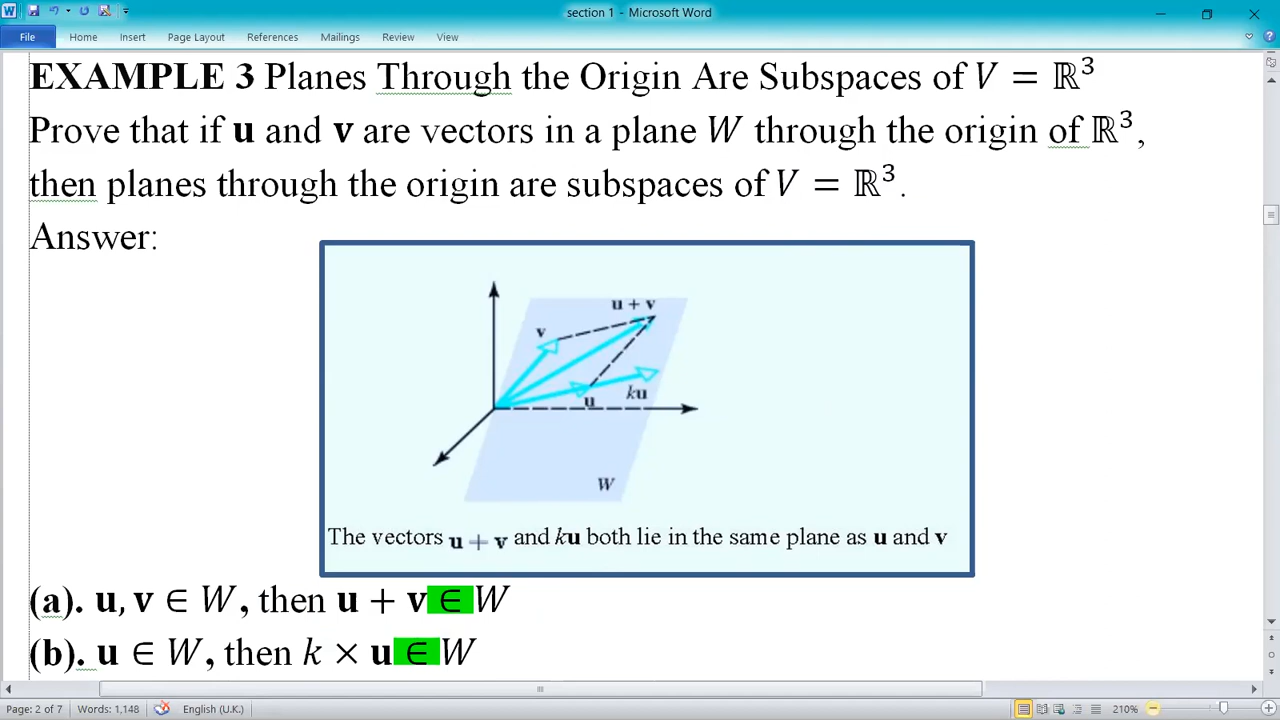 section 1 - Microsoft Word
File Home Insert Page Layout References Mailings Review View
EXAMPLE 3 Planes Through the Origin Are Subspaces of V = ℝ³
Prove that if u and v are vectors in a plane W through the origin of ℝ³,
then planes through the origin are subspaces of V = ℝ³.
Answer:
u + v
v
ku
u
W
The vectors u + v and ku both lie in the same plane as u and v
(a). u, v ∈ W, then u + v ∈ W
(b). u ∈ W, then k × u ∈ W
Page: 2 of 7 Words: 1,148 English (U.K.) 210%